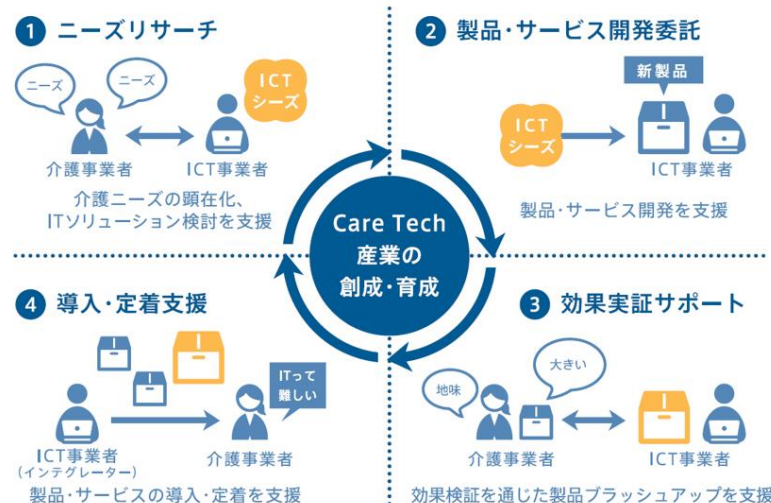 1 ニーズリサーチ
ニーズ
ニーズ
ICT
シーズ
介護事業者
ICT事業者
介護ニーズの顕在化、
ITソリューション検討を支援
2 製品・サービス開発委託
新製品
ICT
シーズ
ICT事業者
製品・サービス開発を支援
Care Tech
産業の
創成・育成
3 効果実証サポート
地味
大きい
介護事業者
ICT事業者
効果検証を通じた製品ブラッシュアップを支援
4 導入・定着支援
ITって
難しい
ICT事業者
(インテグレーター)
介護事業者
製品・サービスの導入・定着を支援